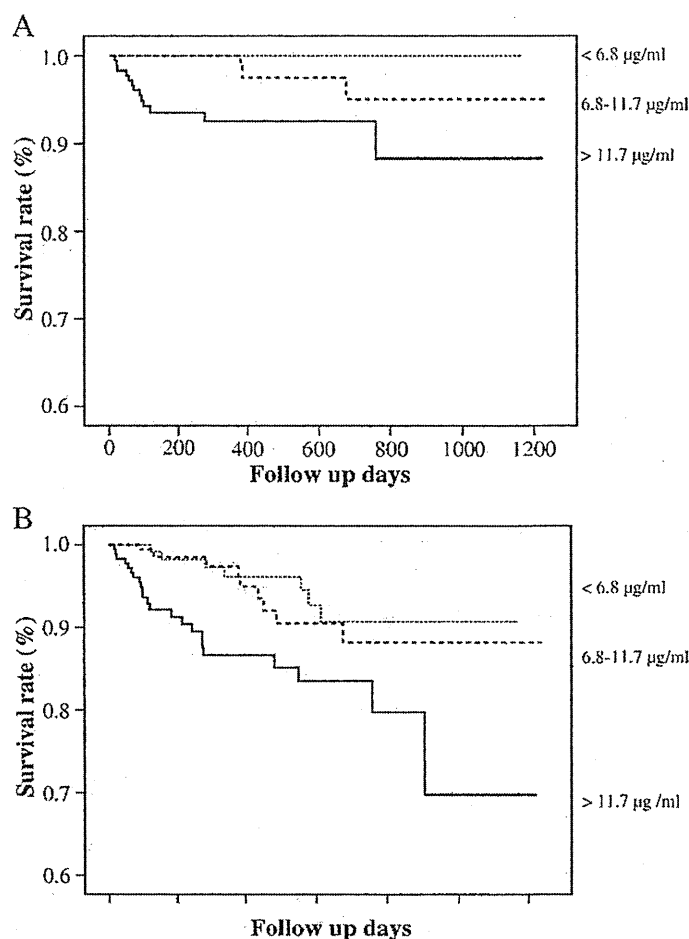 A
1.0
0.9
0.8
0.7
0.6
Survival rate (%)
< 6.8 µg/ml
6.8-11.7 µg/ml
> 11.7 µg/ml
0 200 400 600 800 1000 1200
Follow up days
B
1.0
0.9
0.8
0.7
0.6
Survival rate (%)
< 6.8 µg/ml
6.8-11.7 µg/ml
> 11.7 µg /ml
Follow up days